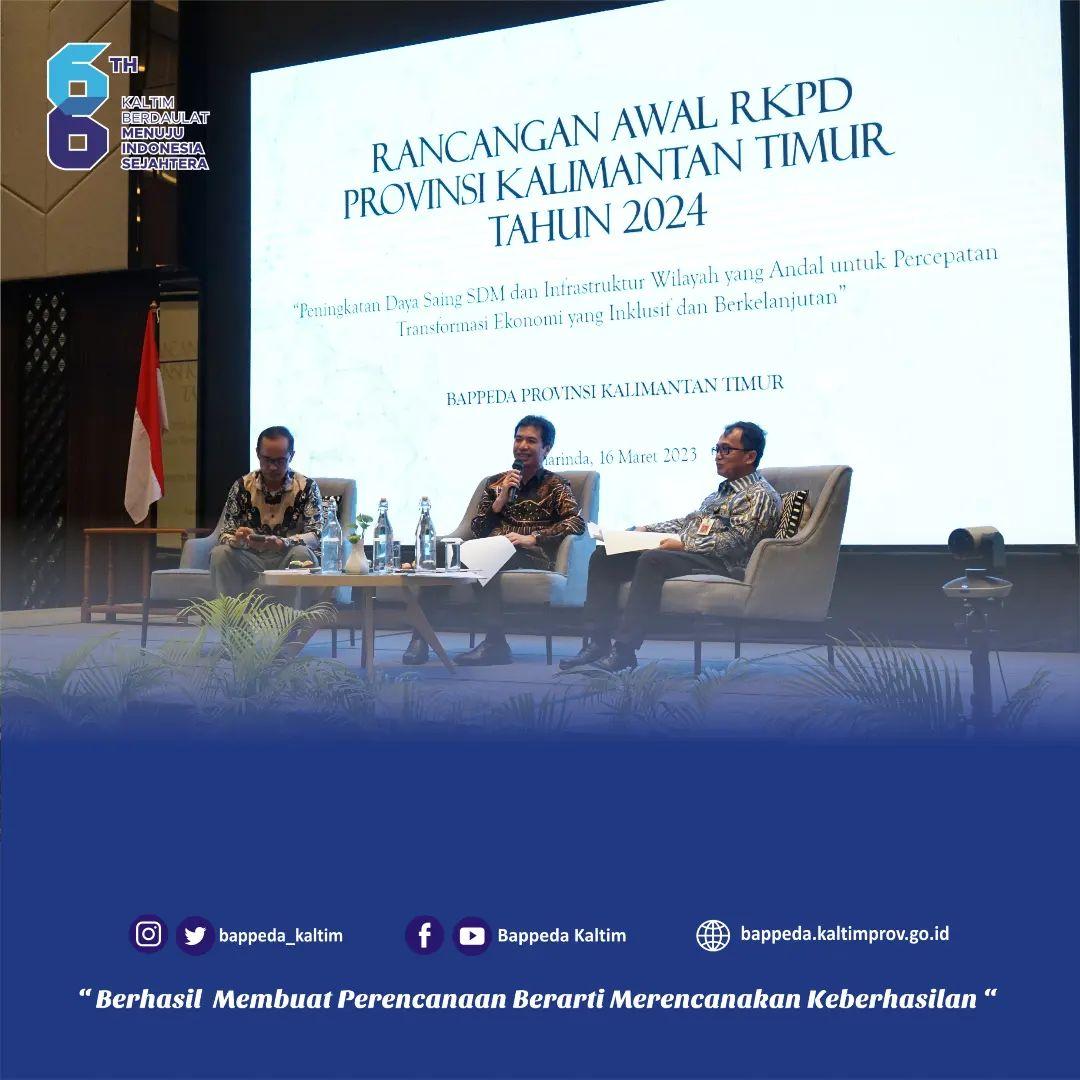 6
TH
KALTIM
BERDAULAT
MENUJU
INDONESIA
SEJAHTERA
RANCANGAN AWAL RKPD
PROVINSI KALIMANTAN TIMUR
TAHUN 2024
“Peningkatan Daya Saing SDM dan Infrastruktur Wilayah yang Andal untuk Percepatan
Transformasi Ekonomi yang Inklusif dan Berkelanjutan”
BAPPEDA PROVINSI KALIMANTAN TIMUR
16 Maret 2023
bappeda_kaltim
Bappeda Kaltim
bappeda.kaltimprov.go.id
“ Berhasil Membuat Perencanaan Berarti Merencanakan Keberhasilan “